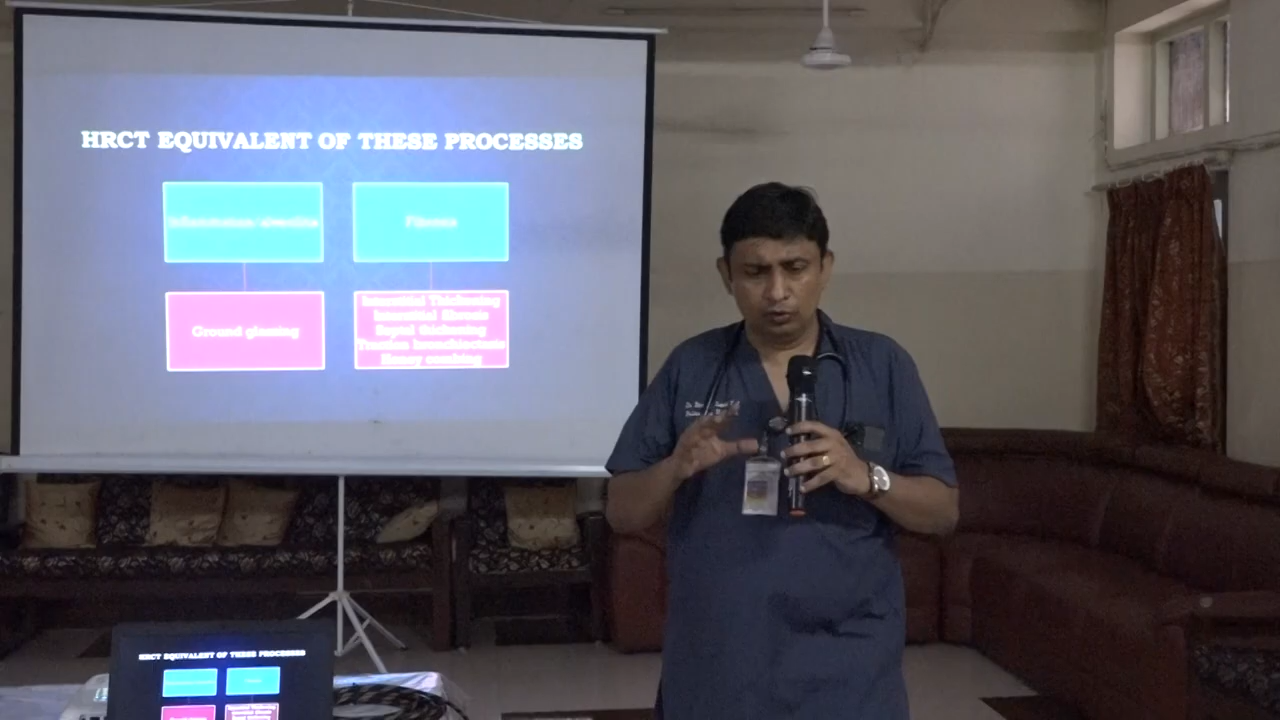 HRCT EQUIVALENT OF THESE PROCESSES
Fibrosis
Ground glassing
Interstitial Thickening
Interstitial fibrosis
Septal thickening
Traction bronchiectasis
Honey combing
HRCT EQUIVALENT OF THESE PROCESSES